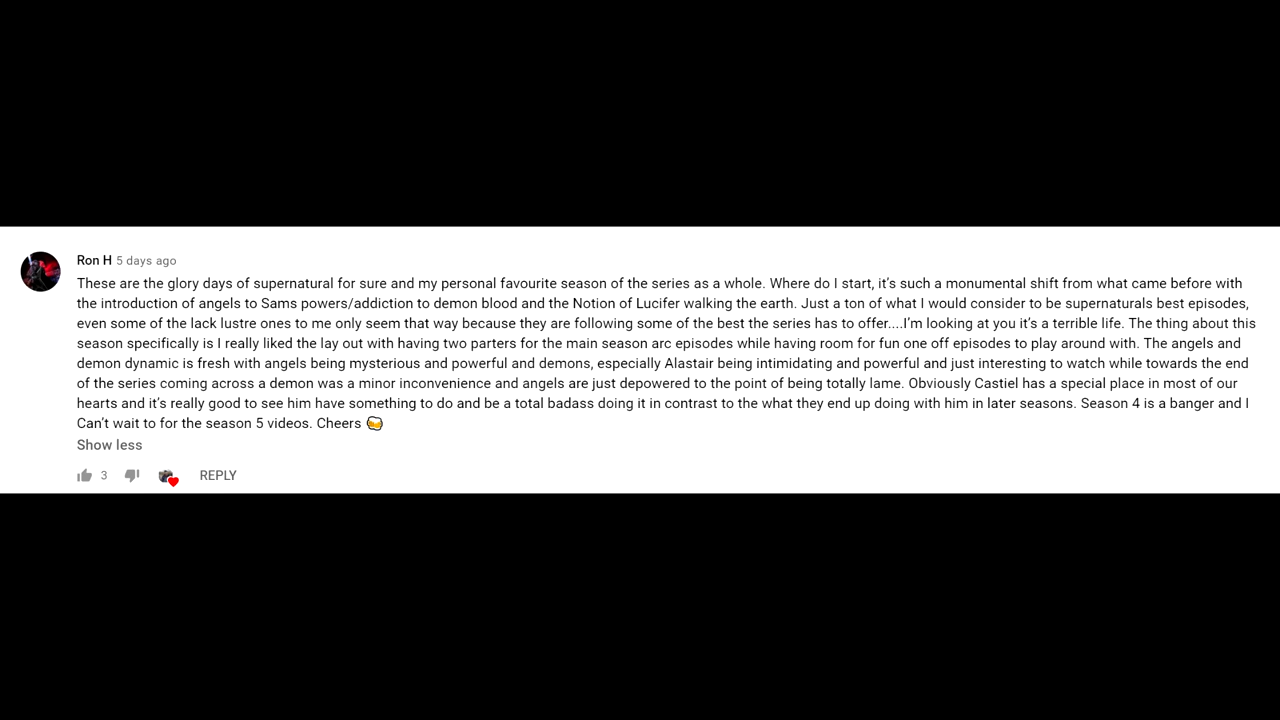 Ron H 5 days ago
These are the glory days of supernatural for sure and my personal favourite season of the series as a whole. Where do I start, it's such a monumental shift from what came before with
the introduction of angels to Sams powers/addiction to demon blood and the Notion of Lucifer walking the earth. Just a ton of what I would consider to be supernaturals best episodes,
even some of the lack lustre ones to me only seem that way because they are following some of the best the series has to offer....I'm looking at you it's a terrible life. The thing about this
season specifically is I really liked the lay out with having two parters for the main season arc episodes while having room for fun one off episodes to play around with. The angels and
demon dynamic is fresh with angels being mysterious and powerful and demons, especially Alastair being intimidating and powerful and just interesting to watch while towards the end
of the series coming across a demon was a minor inconvenience and angels are just depowered to the point of being totally lame. Obviously Castiel has a special place in most of our
hearts and it's really good to see him have something to do and be a total badass doing it in contrast to the what they end up doing with him in later seasons. Season 4 is a banger and I
Can't wait to for the season 5 videos. Cheers 🍻
Show less
3 REPLY